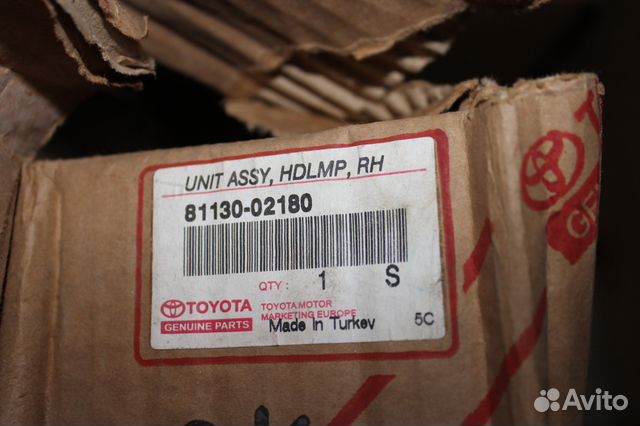 UNIT ASSY, HDLMP, RH
81130-02180
QTY: 1 S
TOYOTA
GENUINE PARTS
TOYOTA MOTOR
MARKETING EUROPE
Made In Turkey
5C
Avito